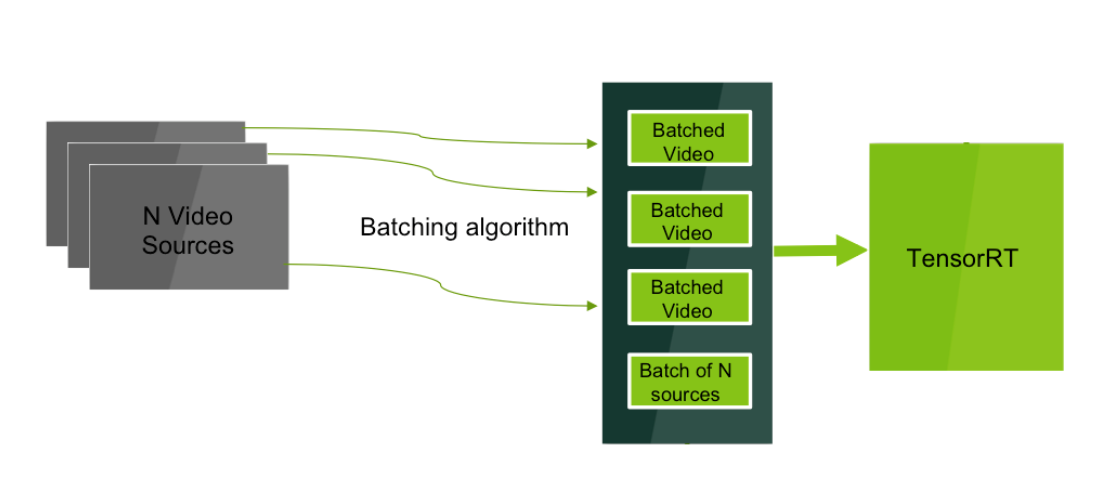 N Video
Sources
Batching algorithm
Batched
Video
Batched
Video
Batched
Video
Batch of N
sources
TensorRT